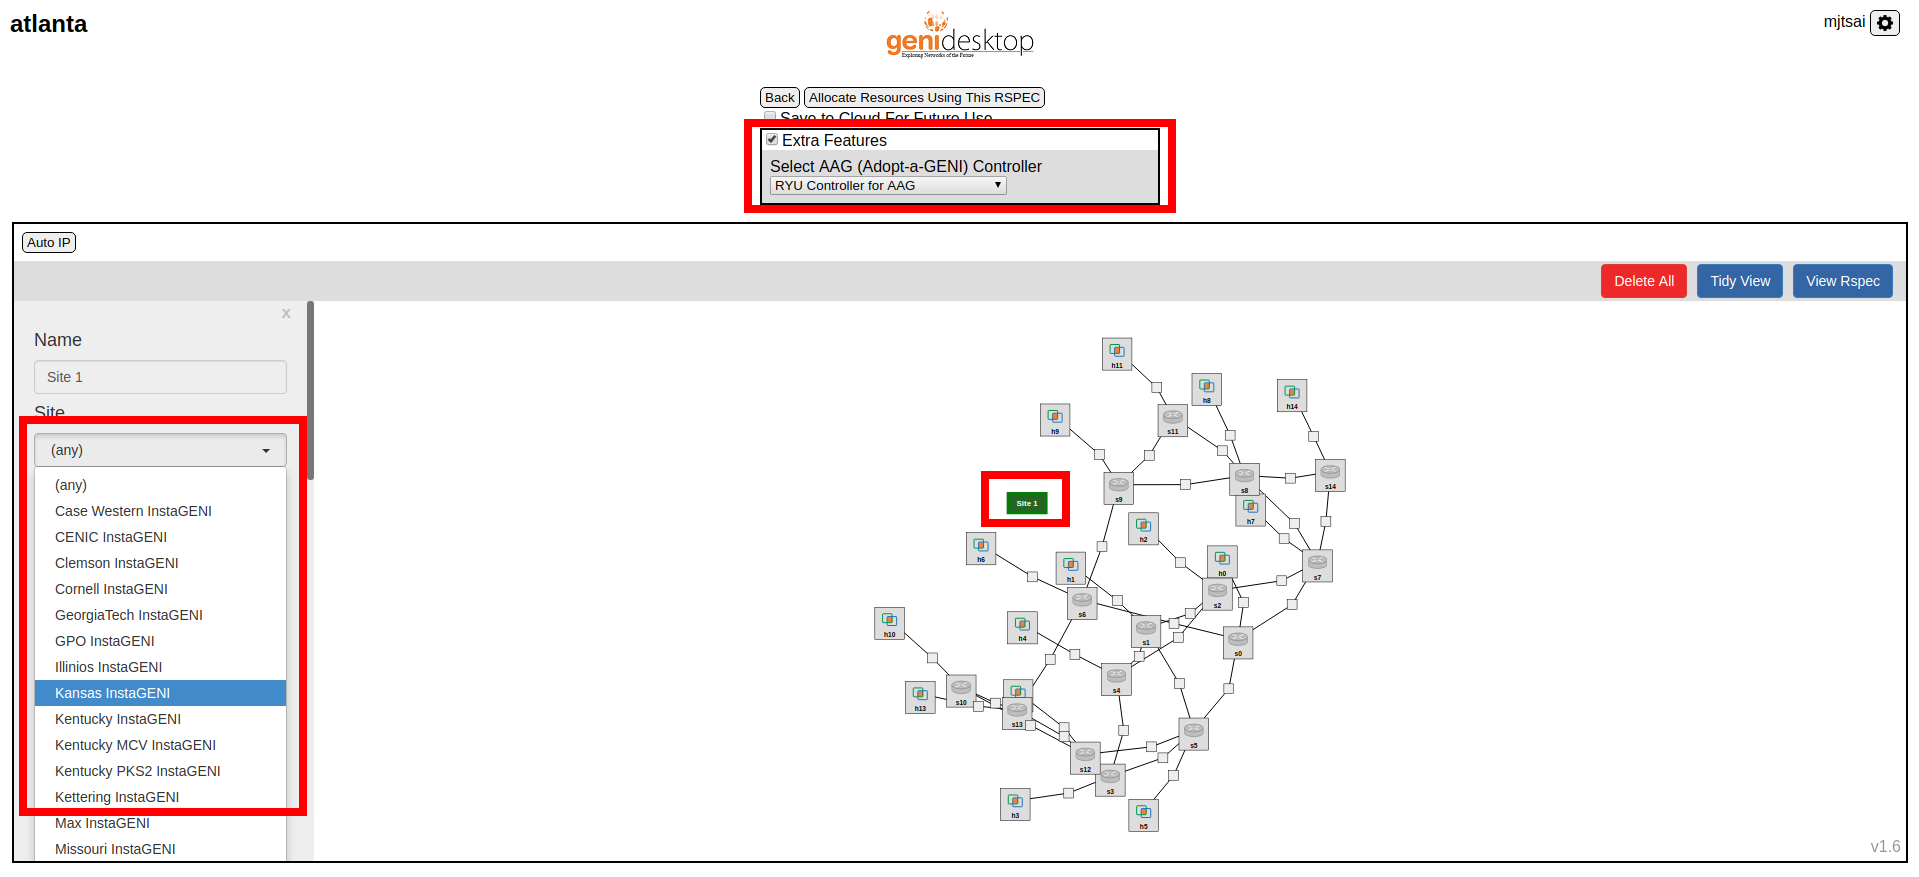 atlanta
genidesktop
Exploring Networks of the Future
mjtsai
Back
Allocate Resources Using This RSPEC
Save to Cloud For Future Use
Extra Features
Select AAG (Adopt-a-GENI) Controller
RYU Controller for AAG
Auto IP
Delete All
Tidy View
View Rspec
x
Name
Site 1
Site
(any)
(any)
Case Western InstaGENI
CENIC InstaGENI
Clemson InstaGENI
Cornell InstaGENI
GeorgiaTech InstaGENI
GPO InstaGENI
Illinios InstaGENI
Kansas InstaGENI
Kentucky InstaGENI
Kentucky MCV InstaGENI
Kentucky PKS2 InstaGENI
Kettering InstaGENI
Max InstaGENI
Missouri InstaGENI
h11
h8
h14
h9
s11
s8
s14
s9
Site 1
h7
h2
h6
h1
h0
s7
s2
s6
h10
h4
s1
s0
s4
h13
s10
s13
s5
s12
s3
h3
h5
v1.6